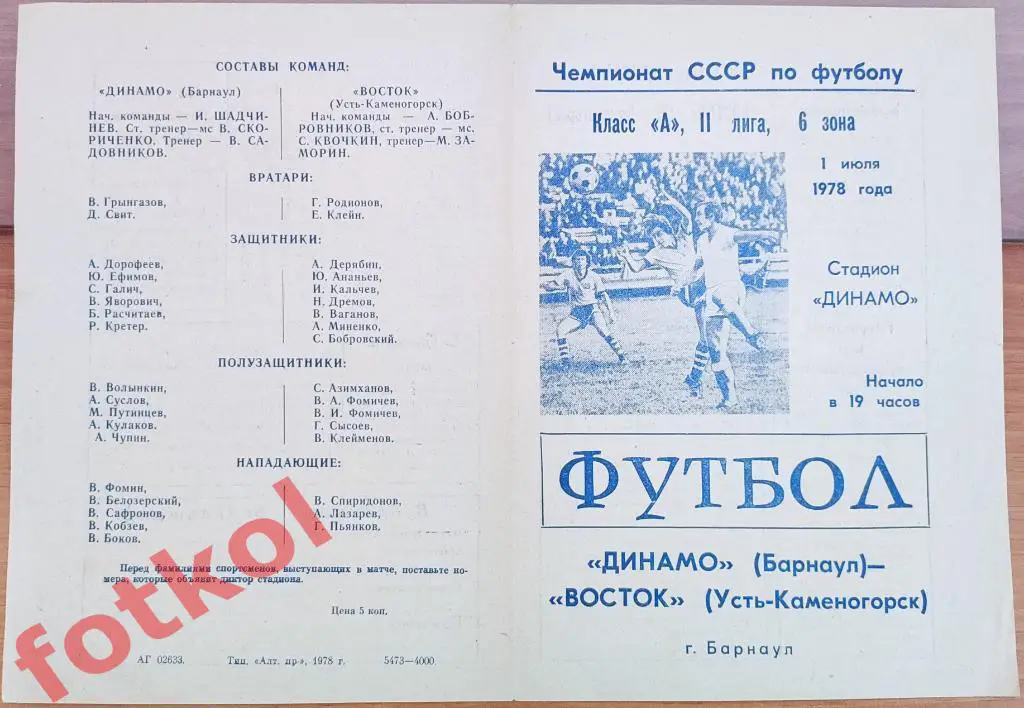 СОСТАВЫ КОМАНД:
«ДИНАМО» (Барнаул)
Нач. команды — И. ШАДЧИ-
НЕВ. Ст. тренер—мс В. СКО-
РИЧЕНКО. Тренер — В. СА-
ДОВНИКОВ.
«ВОСТОК»
(Усть-Каменогорск)
Нач. команды — А. БОБ-
РОВНИКОВ, ст. тренер — мс.
С. КВОЧКИН, тренер—М. ЗА-
МОРИН.
ВРАТАРИ:
В. Грынгазов,
Д. Свит.
Г. Родионов,
Е. Клейн.
ЗАЩИТНИКИ:
А. Дорофеев,
Ю. Ефимов,
С. Галич,
В. Яворович,
Б. Расчитаев,
Р. Кретер.
А. Дерябин,
Ю. Ананьев,
И. Кальчев,
Н. Дремов,
В. Ваганов,
А. Миненко,
С. Бобровский.
ПОЛУЗАЩИТНИКИ:
В. Волынкин,
А. Суслов,
М. Путинцев,
А. Кулаков.
А. Чупин.
С. Азимханов,
В. А. Фомичев,
В. И. Фомичев,
Г. Сысоев,
В. Клейменов.
НАПАДАЮЩИЕ:
В. Фомин,
В. Белозерский,
В. Сафронов,
В. Кобзев,
В. Боков.
В. Спиридонов,
А. Лазарев,
Г. Пьянков.
Перед фамилиями спортсменов, выступающих в матче, поставьте но-
мера, которые объявит диктор стадиона.
Цена 5 коп.
АГ 02633. Тип. «Алт. пр-», 1978 г. 5473—4000.
Чемпионат СССР по футболу
Класс «А», II лига, 6 зона
1 июля
1978 года
Стадион
«ДИНАМО»
Начало
в 19 часов
ФУТБОЛ
«ДИНАМО» (Барнаул)—
«ВОСТОК» (Усть-Каменогорск)
г. Барнаул
fotkol